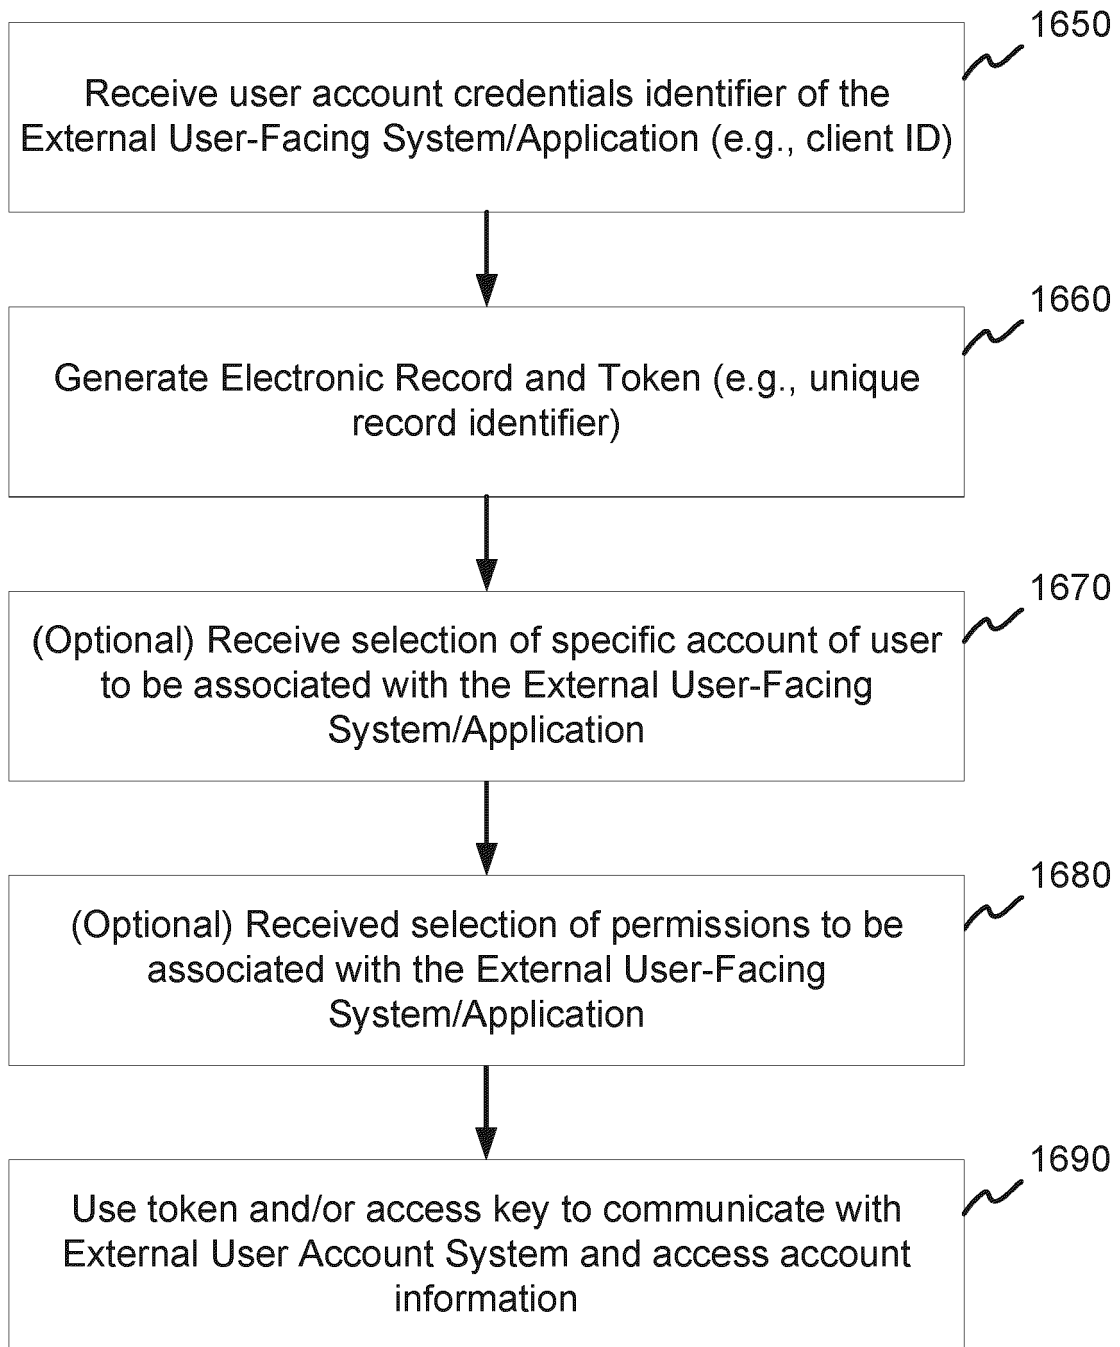 1650
Receive user account credentials identifier of the
External User-Facing System/Application (e.g., client ID)
1660
Generate Electronic Record and Token (e.g., unique
record identifier)
1670
(Optional) Receive selection of specific account of user
to be associated with the External User-Facing
System/Application
1680
(Optional) Received selection of permissions to be
associated with the External User-Facing
System/Application
1690
Use token and/or access key to communicate with
External User Account System and access account
information